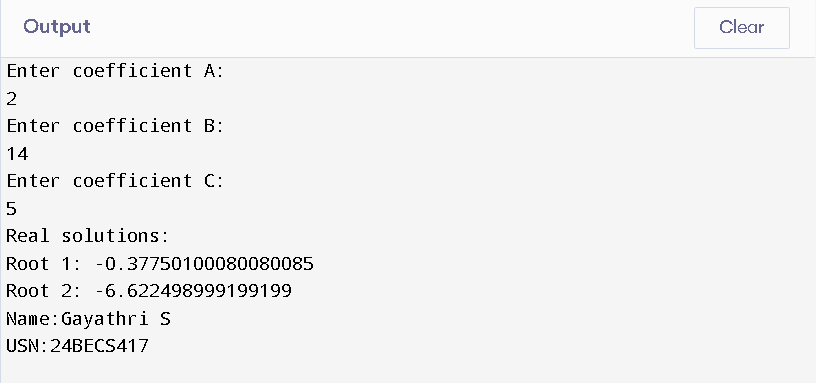 Output
Clear
Enter coefficient A:
2
Enter coefficient B:
14
Enter coefficient C:
5
Real solutions:
Root 1: -0.37750100080080085
Root 2: -6.622498999199199
Name:Gayathri S
USN:24BECS417